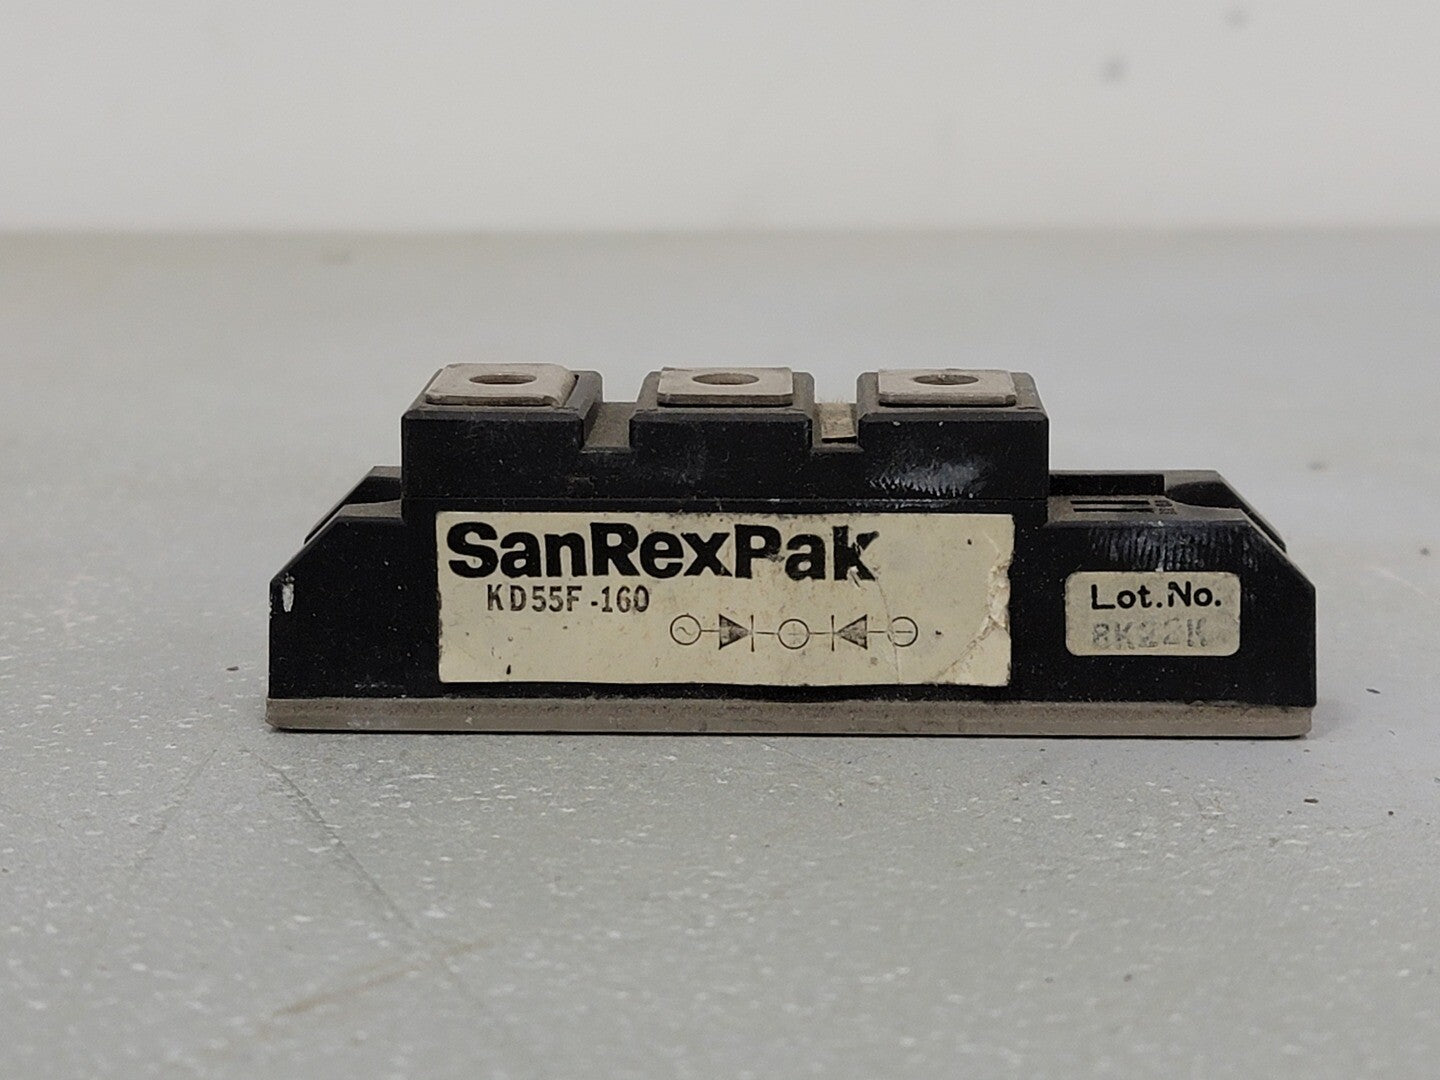 SanRexPak
KD55F-160
Lot.No.
8K22K